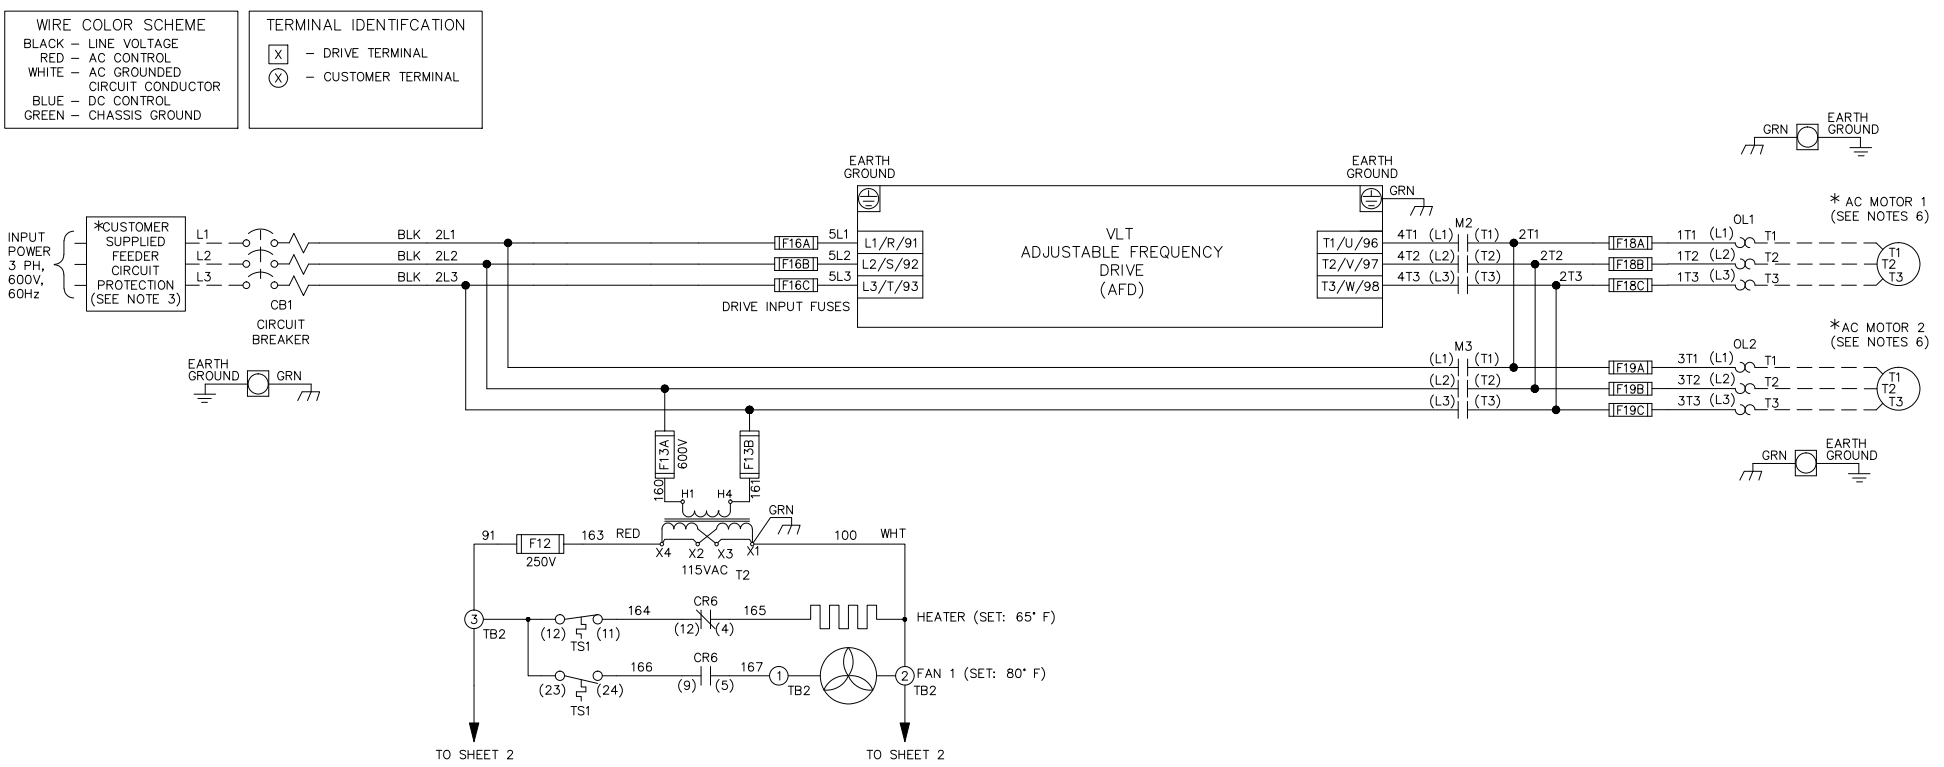 WIRE COLOR SCHEME
BLACK – LINE VOLTAGE
RED – AC CONTROL
WHITE – AC GROUNDED
CIRCUIT CONDUCTOR
BLUE – DC CONTROL
GREEN – CHASSIS GROUND
TERMINAL IDENTIFCATION
X – DRIVE TERMINAL
X – CUSTOMER TERMINAL
INPUT
POWER
3 PH,
600V,
60Hz
*CUSTOMER
SUPPLIED
FEEDER
CIRCUIT
PROTECTION
(SEE NOTE 3)
L1
L2
L3
CB1
CIRCUIT
BREAKER
EARTH
GROUND
GRN
BLK 2L1
BLK 2L2
BLK 2L3
F16A 5L1
F16B 5L2
F16C 5L3
DRIVE INPUT FUSES
EARTH
GROUND
L1/R/91
L2/S/92
L3/T/93
VLT
ADJUSTABLE FREQUENCY
DRIVE
(AFD)
EARTH
GROUND
GRN
T1/U/96
T2/V/97
T3/W/98
M2
4T1 (L1) (T1) 2T1
4T2 (L2) (T2) 2T2
4T3 (L3) (T3) 2T3
F18A 1T1 (L1) T1
F18B 1T2 (L2) T2
F18C 1T3 (L3) T3
OL1
GRN
EARTH
GROUND
* AC MOTOR 1
(SEE NOTES 6)
T1
T2
T3
M3
(L1) (T1)
(L2) (T2)
(L3) (T3)
F19A 3T1 (L1) T1
F19B 3T2 (L2) T2
F19C 3T3 (L3) T3
OL2
*AC MOTOR 2
(SEE NOTES 6)
T1
T2
T3
GRN
EARTH
GROUND
F13A
600V
F13B
160
161
H1 H4
GRN
91 F12 163 RED
250V
X4 X2 X3 X1
100 WHT
115VAC T2
3
TB2
(12) (11)
TS1
164
CR6
(12) (4)
165
HEATER (SET: 65° F)
(23) (24)
TS1
166
CR6
(9) (5)
167
1
TB2
2
TB2
FAN 1 (SET: 80° F)
TO SHEET 2
TO SHEET 2